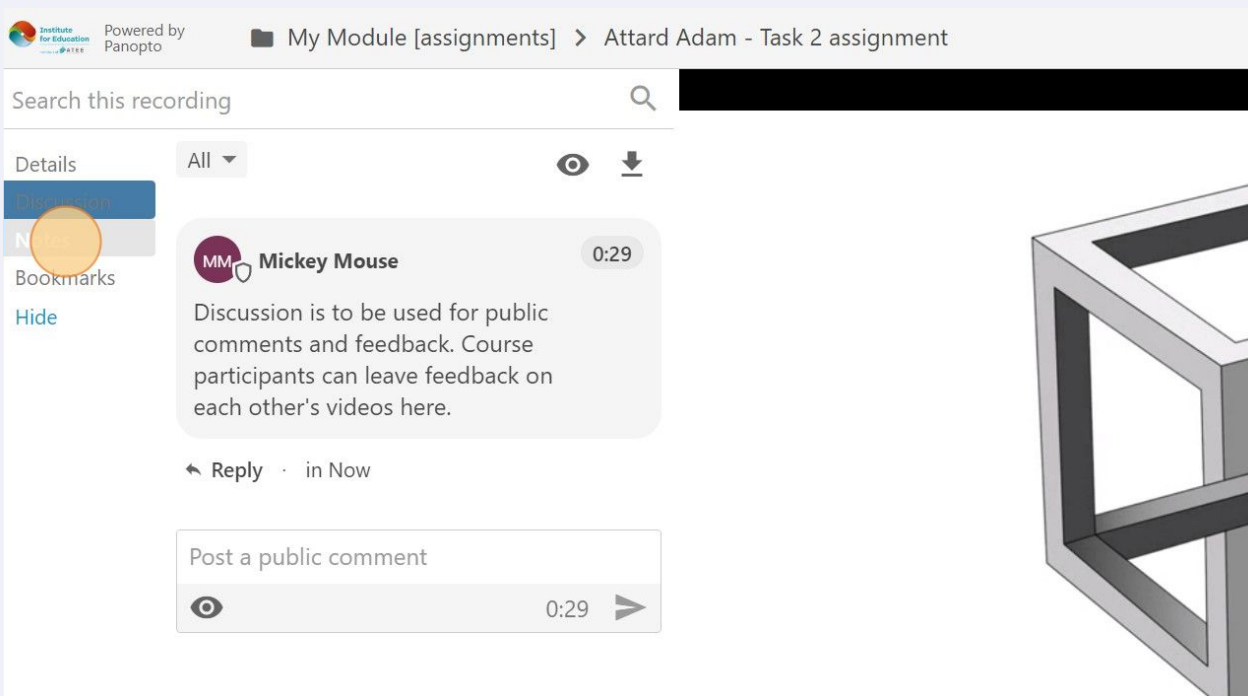 Institute
for Education
ATEE
Powered by
Panopto
My Module [assignments] > Attard Adam - Task 2 assignment
Search this recording
Details
Discussion
Notes
Bookmarks
Hide
All
MM
Mickey Mouse
0:29
Discussion is to be used for public
comments and feedback. Course
participants can leave feedback on
each other's videos here.
Reply · in Now
Post a public comment
0:29